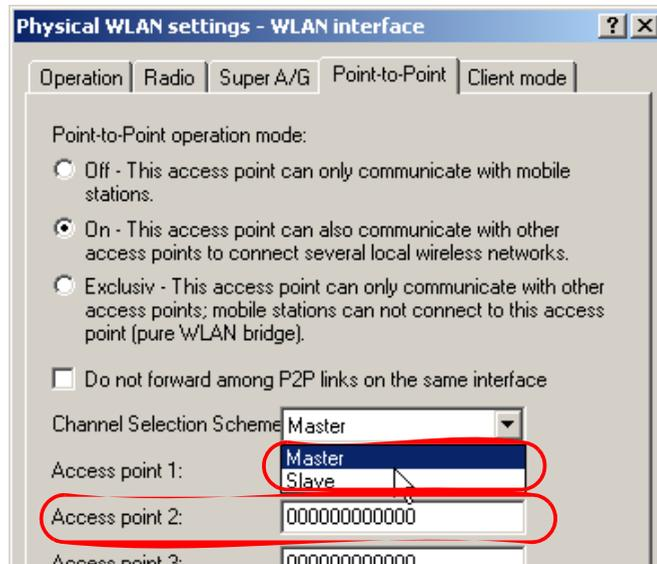 Physical WLAN settings - WLAN interface
Operation Radio Super A/G Point-to-Point Client mode
Point-to-Point operation mode:
Off - This access point can only communicate with mobile
stations.
On - This access point can also communicate with other
access points to connect several local wireless networks.
Exclusiv - This access point can only communicate with other
access points; mobile stations can not connect to this access
point (pure WLAN bridge).
Do not forward among P2P links on the same interface
Channel Selection Scheme Master
Master
Access point 1: Slave
Access point 2: 000000000000
Access point 3: 000000000000